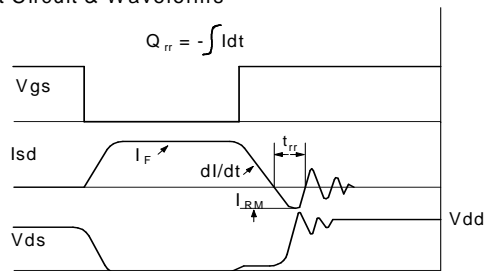 t Circuit & Waveforms
Q rr = - ∫ Idt
Vgs
Isd
I F
dI/dt
t rr
I RM
Vdd
Vds